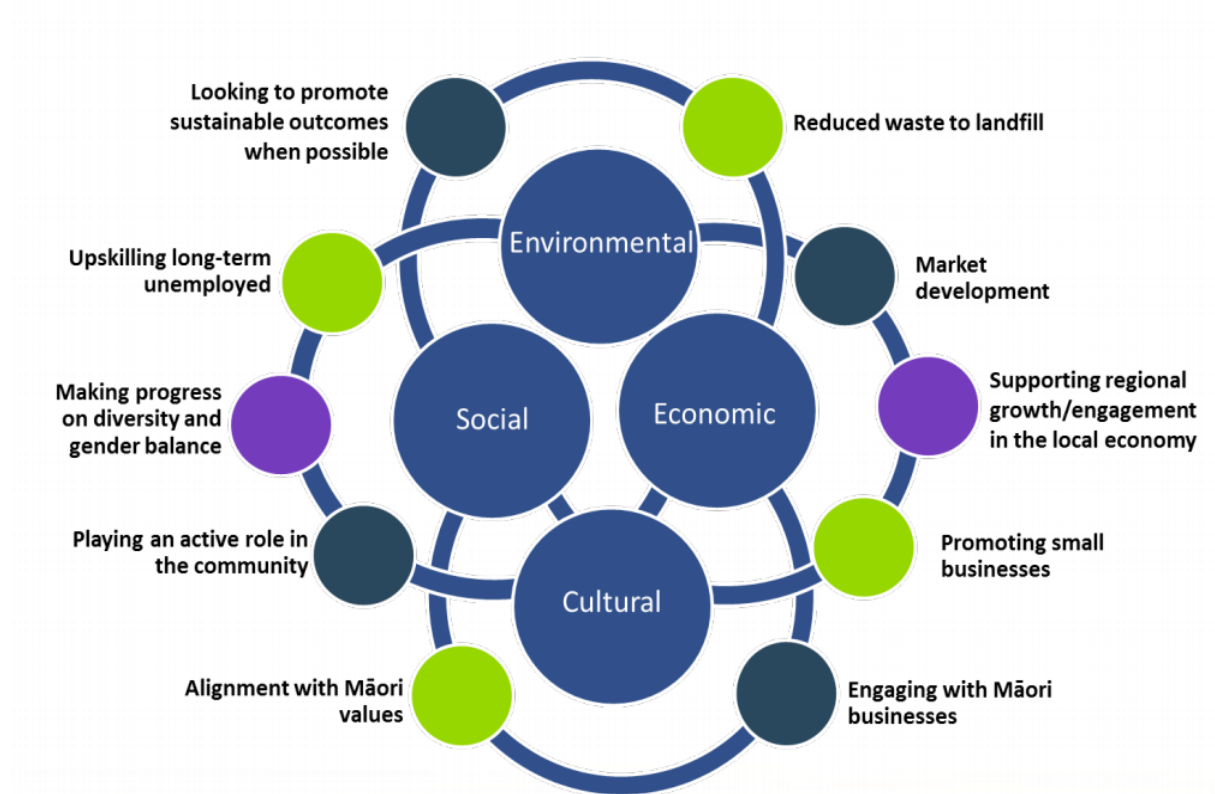 Looking to promote
sustainable outcomes
when possible
Reduced waste to landfill
Environmental
Upskilling long-term
unemployed
Market
development
Making progress
on diversity and
gender balance
Social
Economic
Supporting regional
growth/engagement
in the local economy
Playing an active role in
the community
Promoting small
businesses
Cultural
Alignment with Māori
values
Engaging with Māori
businesses